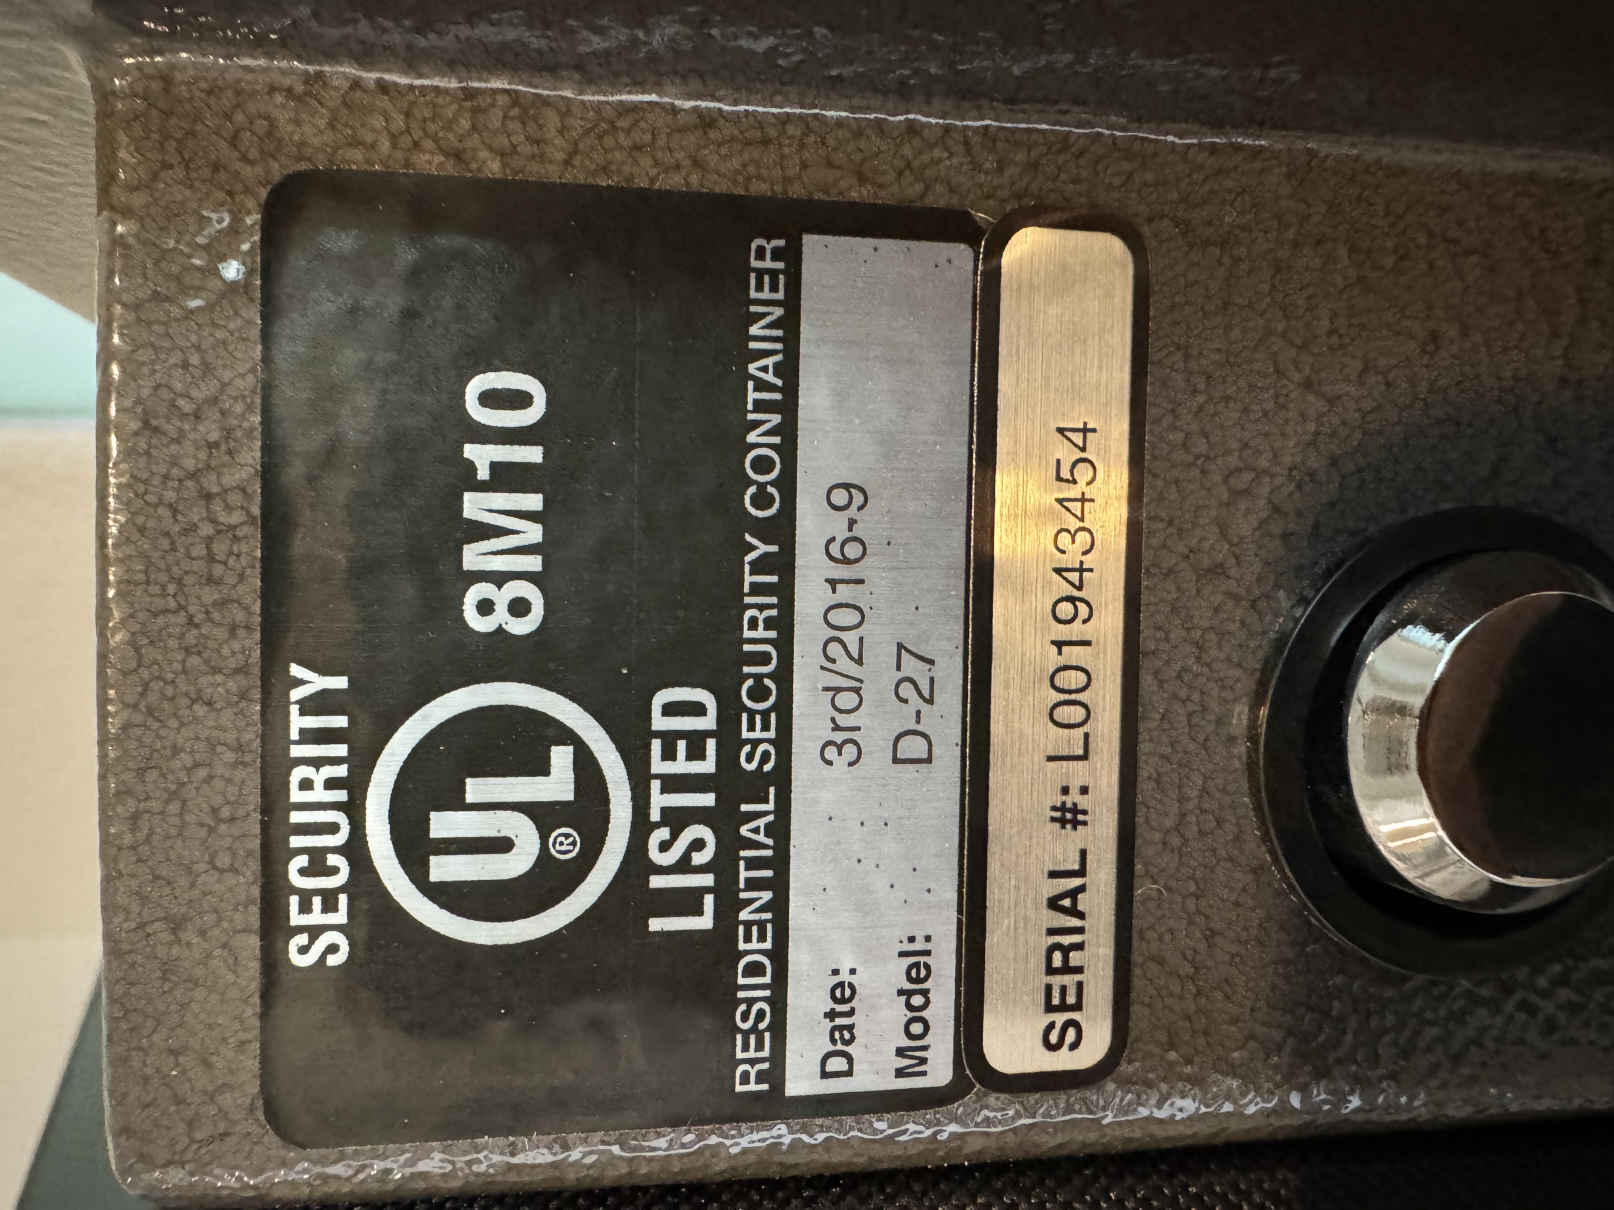 SECURITY
UL® 8M10
LISTED
RESIDENTIAL SECURITY CONTAINER
Date: 3rd/2016-9
Model: D-27
SERIAL #: L001943454